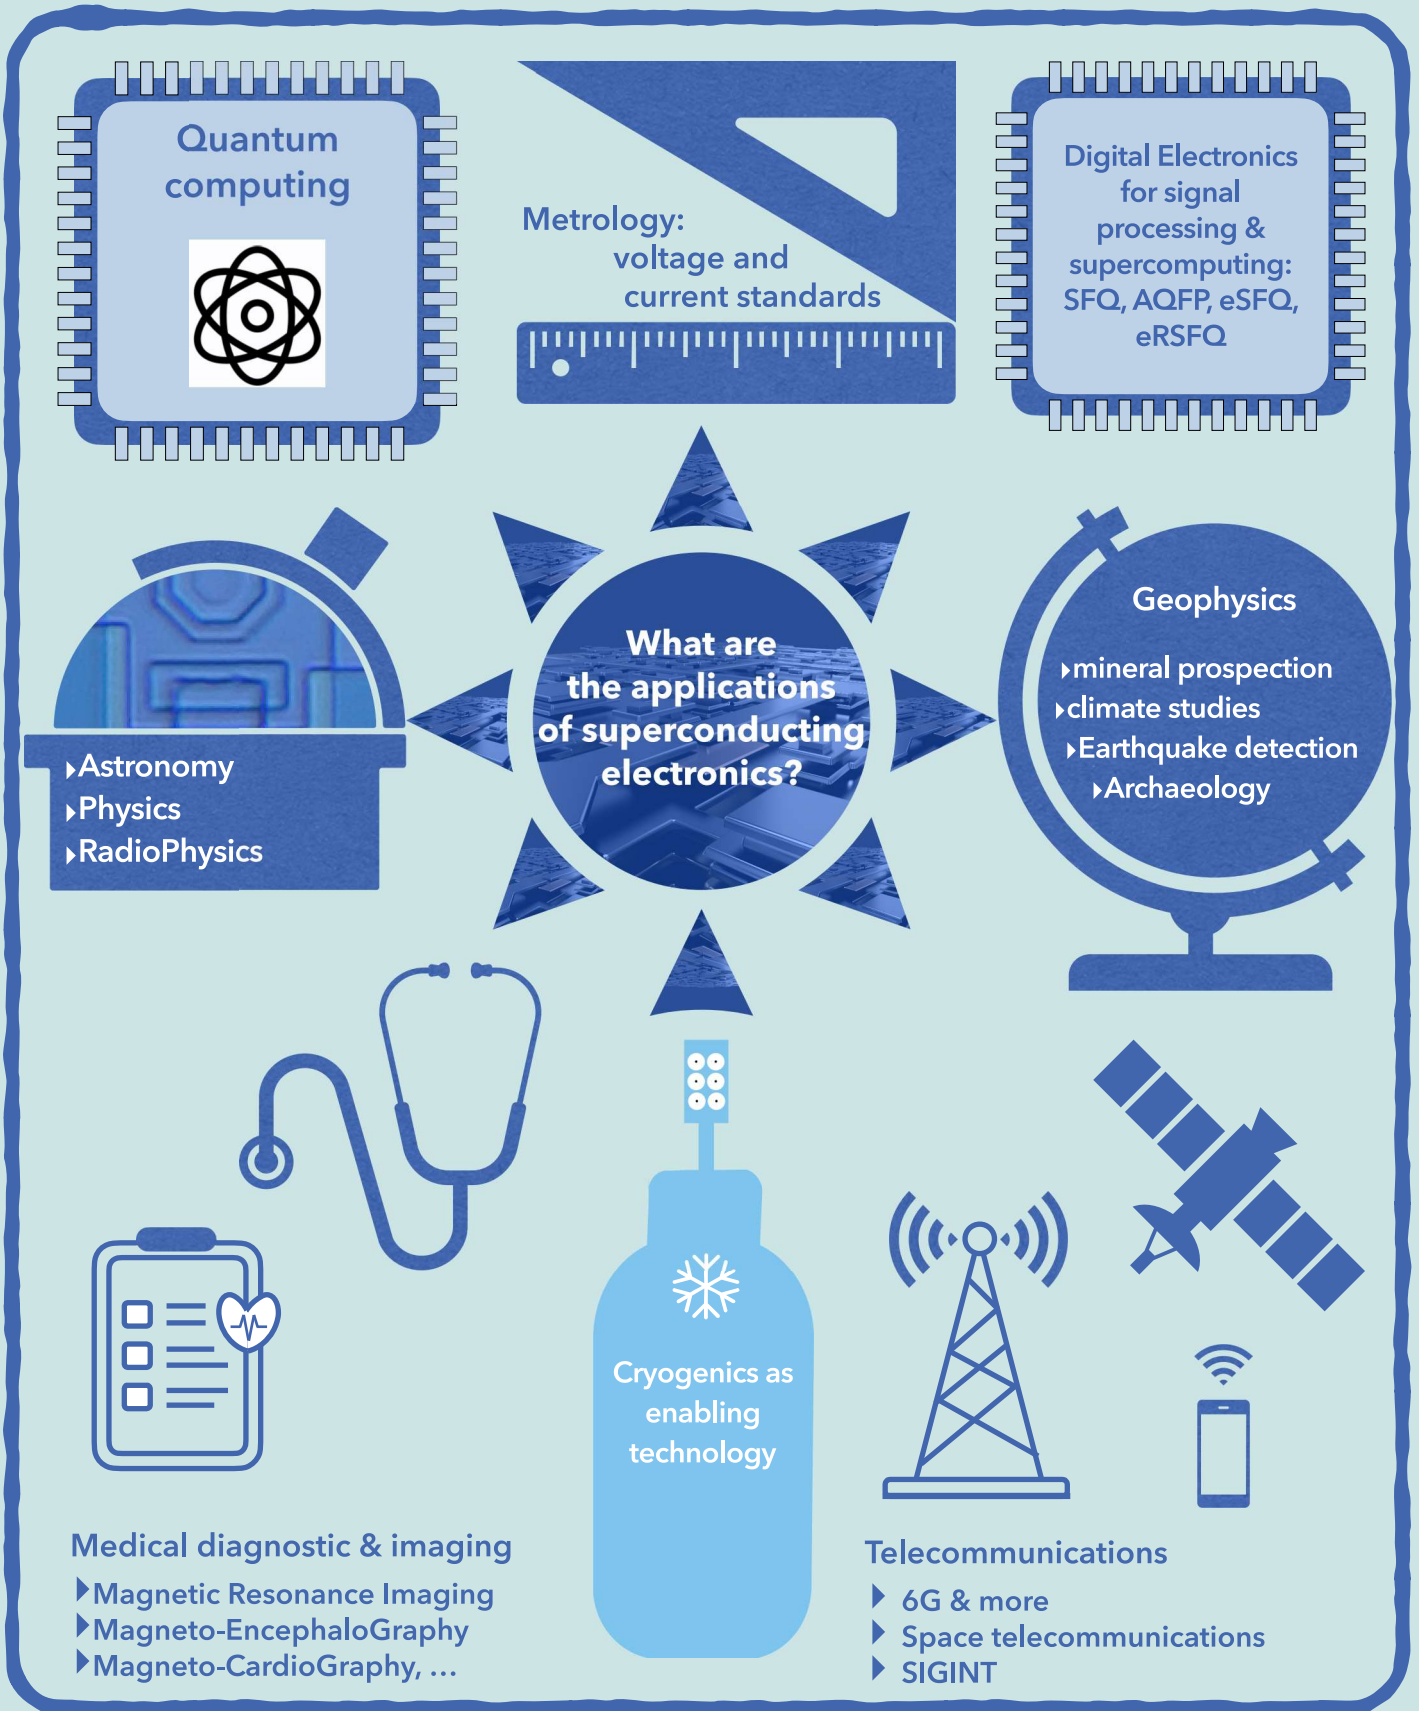 Quantum
computing
Metrology:
voltage and
current standards
Digital Electronics
for signal
processing &
supercomputing:
SFQ, AQFP, eSFQ,
eRSFQ
What are
the applications
of superconducting
electronics?
▸Astronomy
▸Physics
▸RadioPhysics
Geophysics
▸mineral prospection
▸climate studies
▸Earthquake detection
▸Archaeology
Cryogenics as
enabling
technology
Medical diagnostic & imaging
▸Magnetic Resonance Imaging
▸Magneto-EncephaloGraphy
▸Magneto-CardioGraphy, …
Telecommunications
▸ 6G & more
▸ Space telecommunications
▸ SIGINT